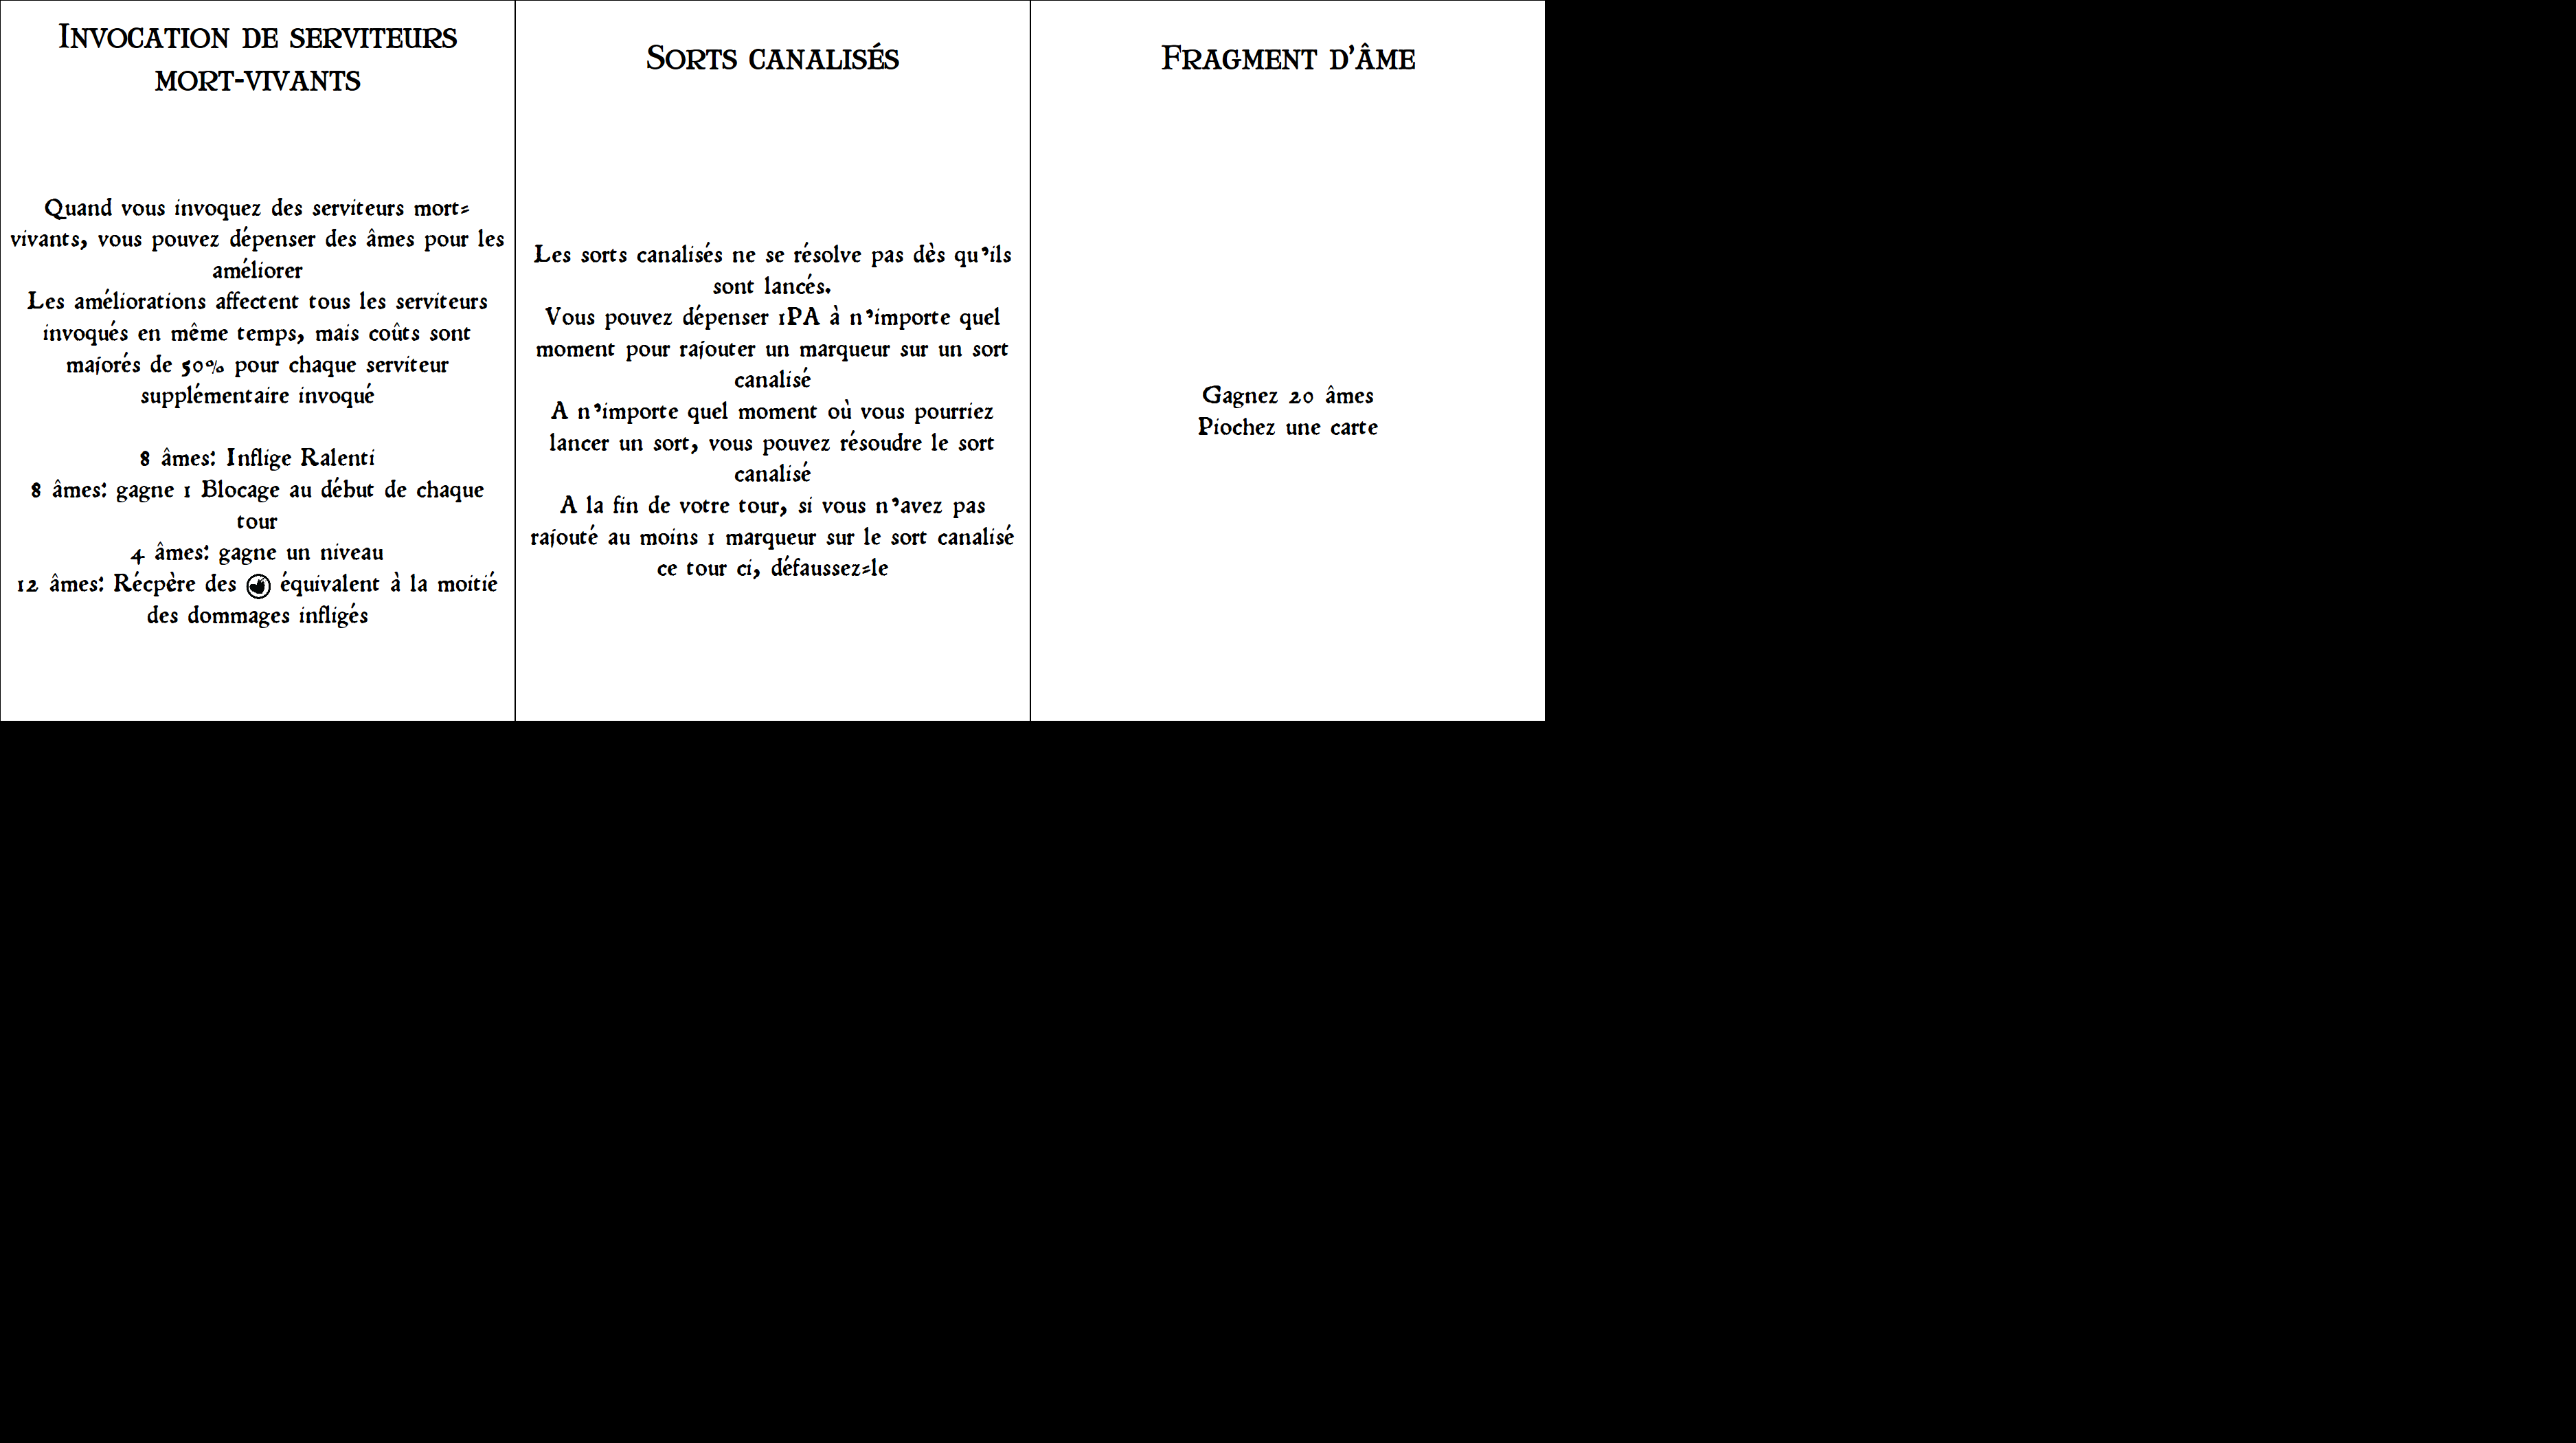 Invocation de serviteurs
mort-vivants
Quand vous invoquez des serviteurs mort-
vivants, vous pouvez dépenser des âmes pour les
améliorer
Les améliorations affectent tous les serviteurs
invoqués en même temps, mais coûts sont
majorés de 50% pour chaque serviteur
supplémentaire invoqué
8 âmes: Inflige Ralenti
8 âmes: gagne 1 Blocage au début de chaque
tour
4 âmes: gagne un niveau
12 âmes: Récpère des équivalent à la moitié
des dommages infligés
Sorts canalisés
Les sorts canalisés ne se résolve pas dès qu'ils
sont lancés.
Vous pouvez dépenser 1PA à n'importe quel
moment pour rajouter un marqueur sur un sort
canalisé
A n'importe quel moment où vous pourriez
lancer un sort, vous pouvez résoudre le sort
canalisé
A la fin de votre tour, si vous n'avez pas
rajouté au moins 1 marqueur sur le sort canalisé
ce tour ci, défaussez-le
Fragment d'âme
Gagnez 20 âmes
Piochez une carte